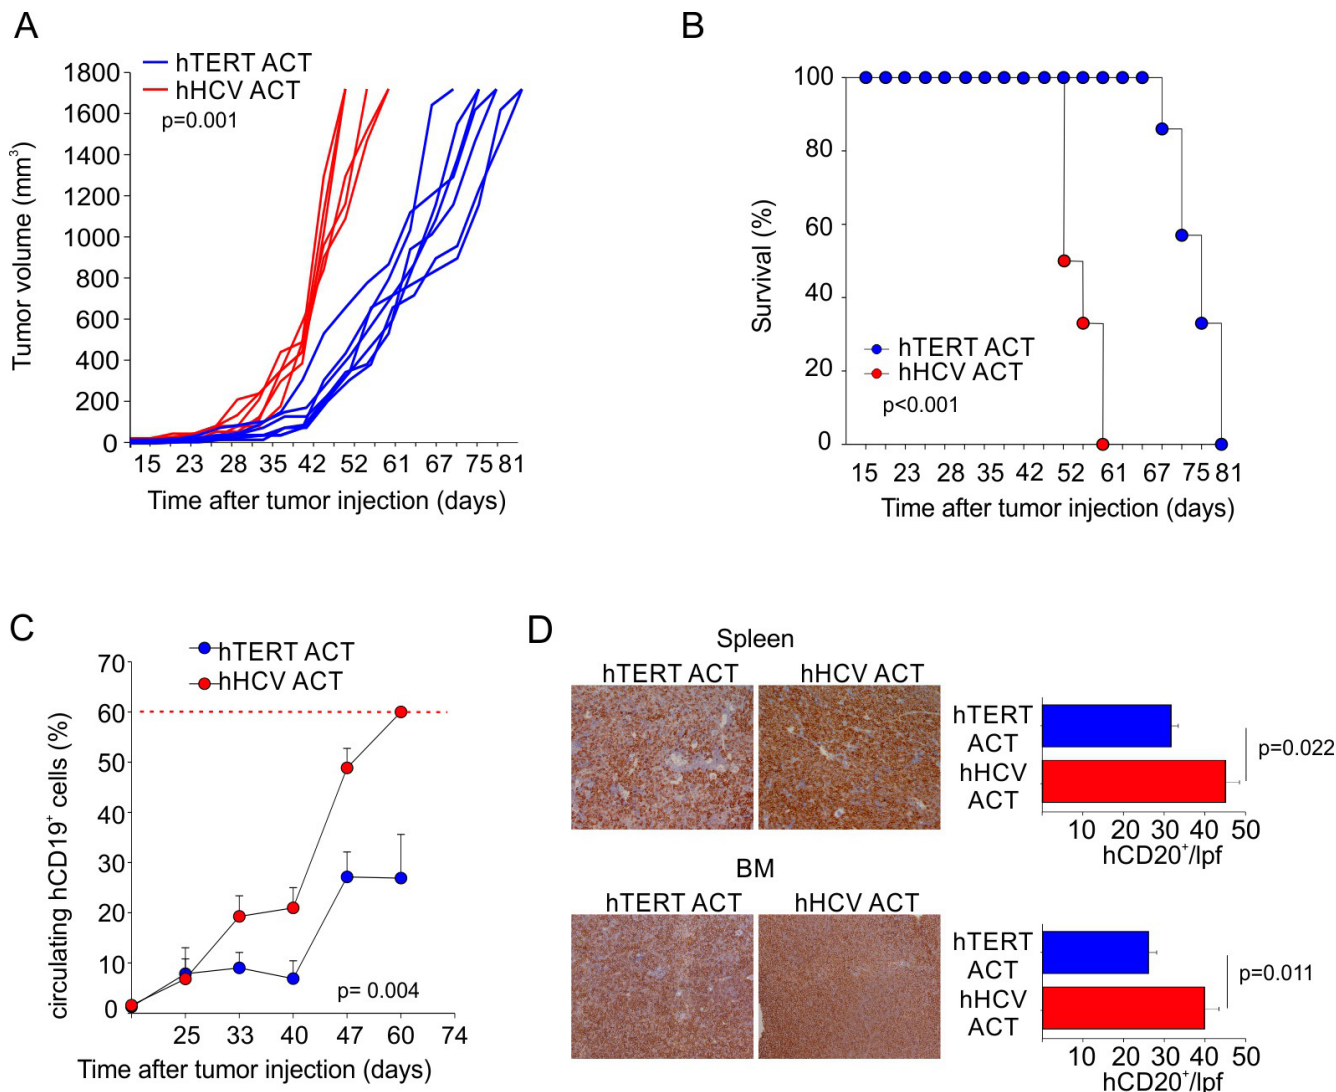 A
hTERT ACT
hHCV ACT
p=0.001
Tumor volume (mm³)
1800
1600
1400
1200
1000
800
600
400
200
0
15 23 28 35 42 52 61 67 75 81
Time after tumor injection (days)
B
Survival (%)
100
80
60
40
20
0
hTERT ACT
hHCV ACT
p<0.001
15 23 28 35 42 52 61 67 75 81
Time after tumor injection (days)
C
hTERT ACT
hHCV ACT
circulating hCD19⁺ cells (%)
70
60
50
40
30
20
10
0
p= 0.004
25 33 40 47 60 74
Time after tumor injection (days)
D
Spleen
hTERT ACT hHCV ACT
hTERT
ACT
hHCV
ACT
p=0.022
10 20 30 40 50
hCD20⁺/lpf
BM
hTERT ACT hHCV ACT
hTERT
ACT
hHCV
ACT
p=0.011
10 20 30 40 50
hCD20⁺/lpf